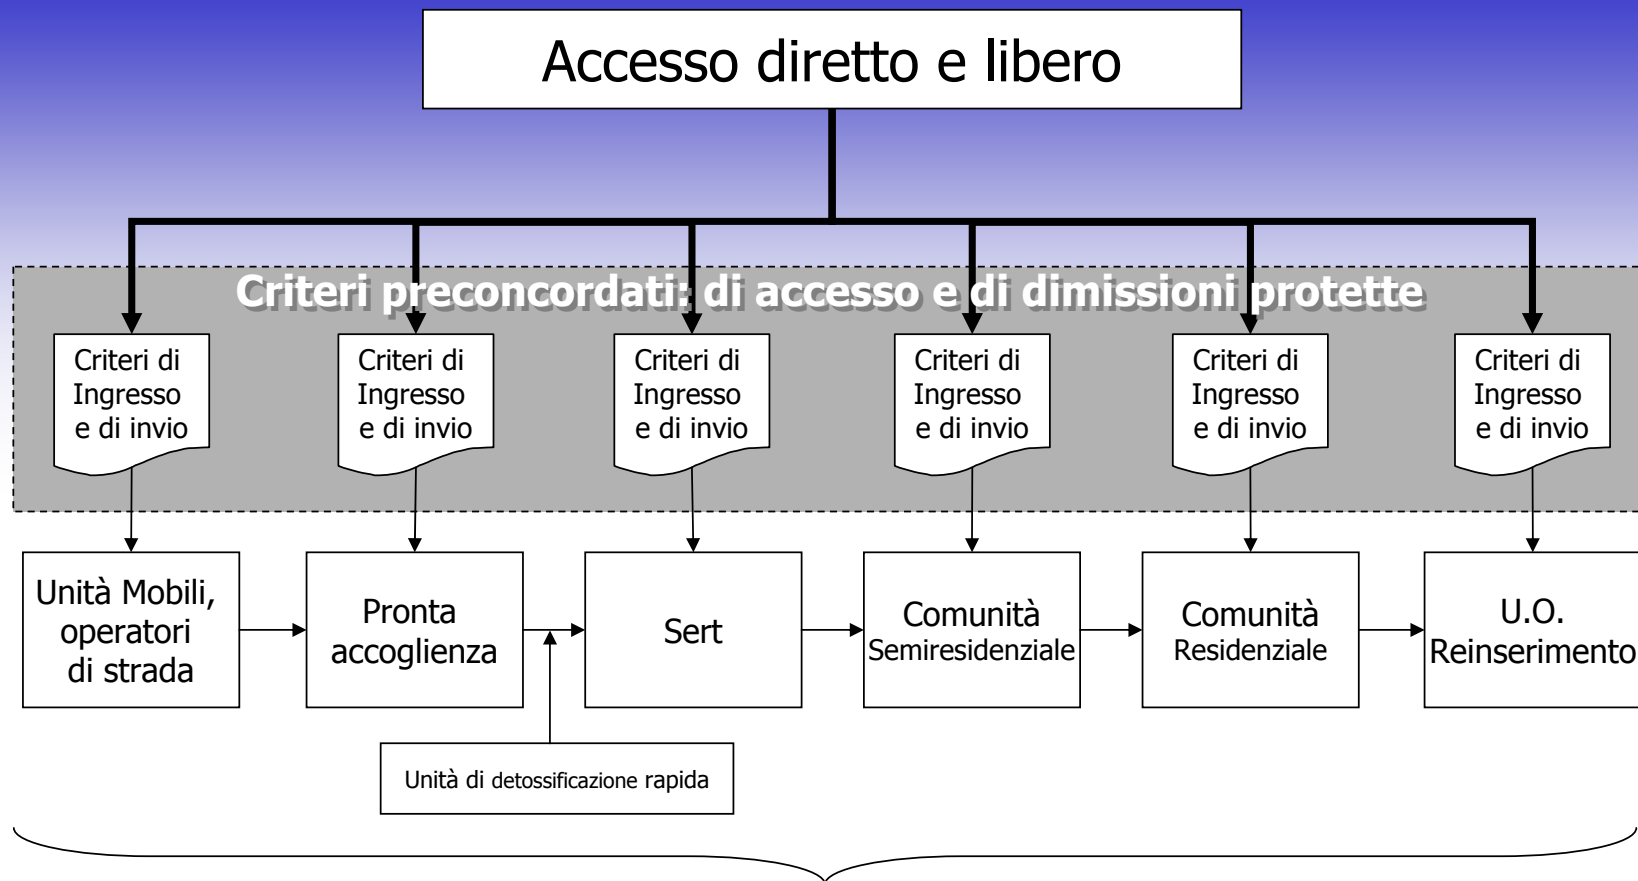 Accesso diretto e libero
Criteri preconcordati: di accesso e di dimissioni protette
Criteri di
Ingresso
e di invio
Criteri di
Ingresso
e di invio
Criteri di
Ingresso
e di invio
Criteri di
Ingresso
e di invio
Criteri di
Ingresso
e di invio
Criteri di
Ingresso
e di invio
Unità Mobili,
operatori
di strada
Pronta
accoglienza
Sert
Comunità
Semiresidenziale
Comunità
Residenziale
U.O.
Reinserimento
Unità di detossificazione rapida